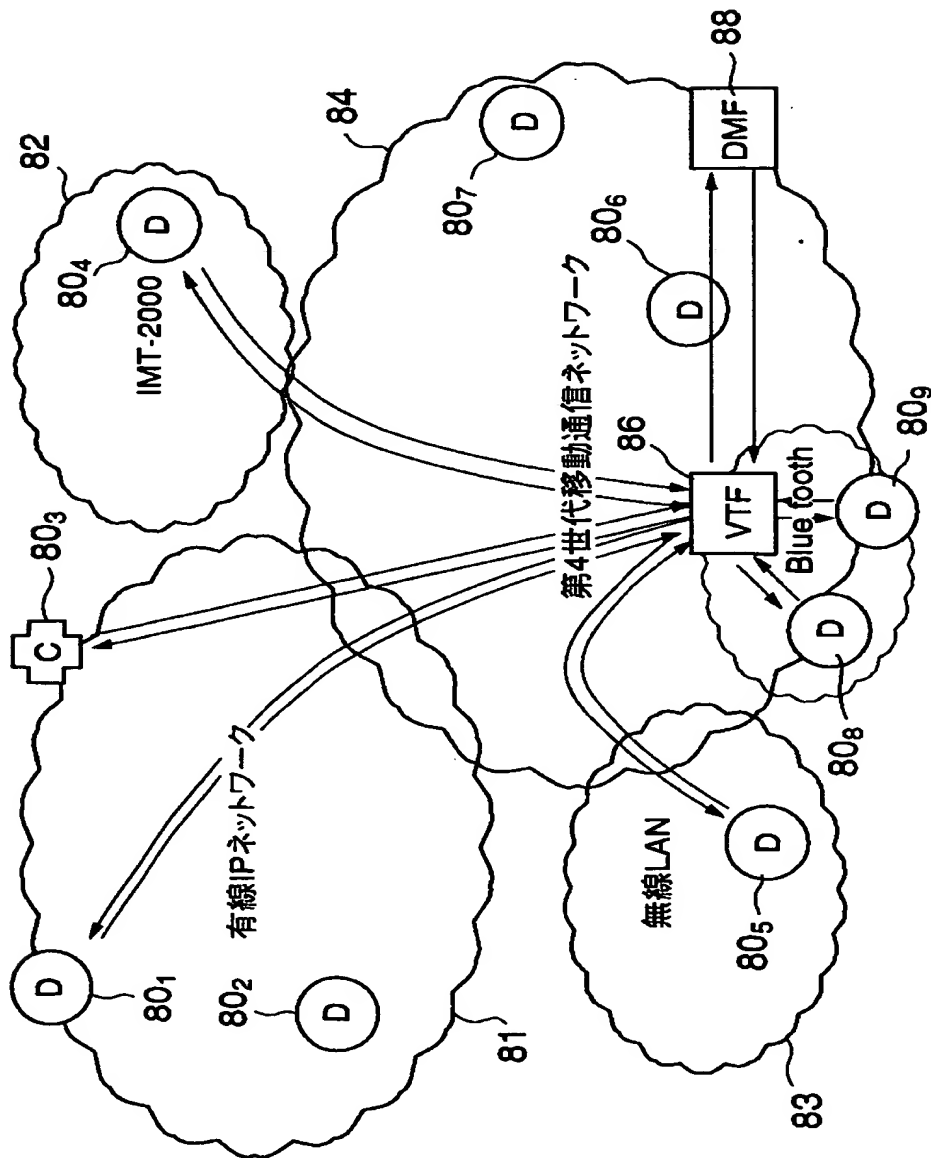 82
D
C
80₃
80₄
80₁
IMT-2000
D
80₂
有線IPネットワーク
84
D
81
D
80₇
第4世代移動通信ネットワーク
80₆
86
無線LAN
D
88
80₅
VTF
DMF
D
Blue tooth
83
D
80₈
D
80₉